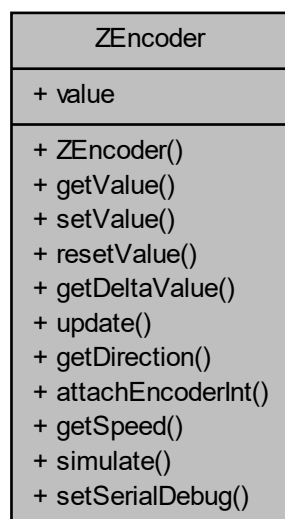 ZEncoder
+ value
+ ZEncoder()
+ getValue()
+ setValue()
+ resetValue()
+ getDeltaValue()
+ update()
+ getDirection()
+ attachEncoderInt()
+ getSpeed()
+ simulate()
+ setSerialDebug()